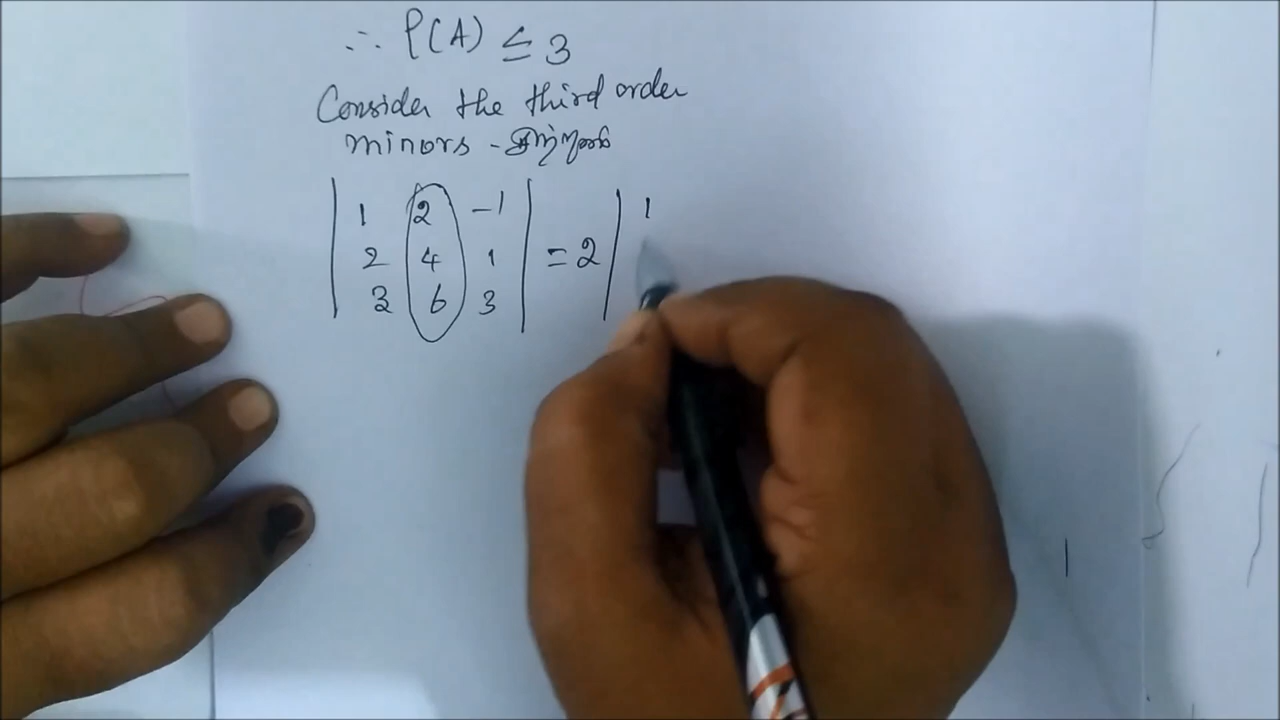 ∴ ρ(A) ≤ 3
Consider the third order
minors -
| 1 2 -1 |
| 2 4 1 | = 2 | 1
| 3 6 3 |